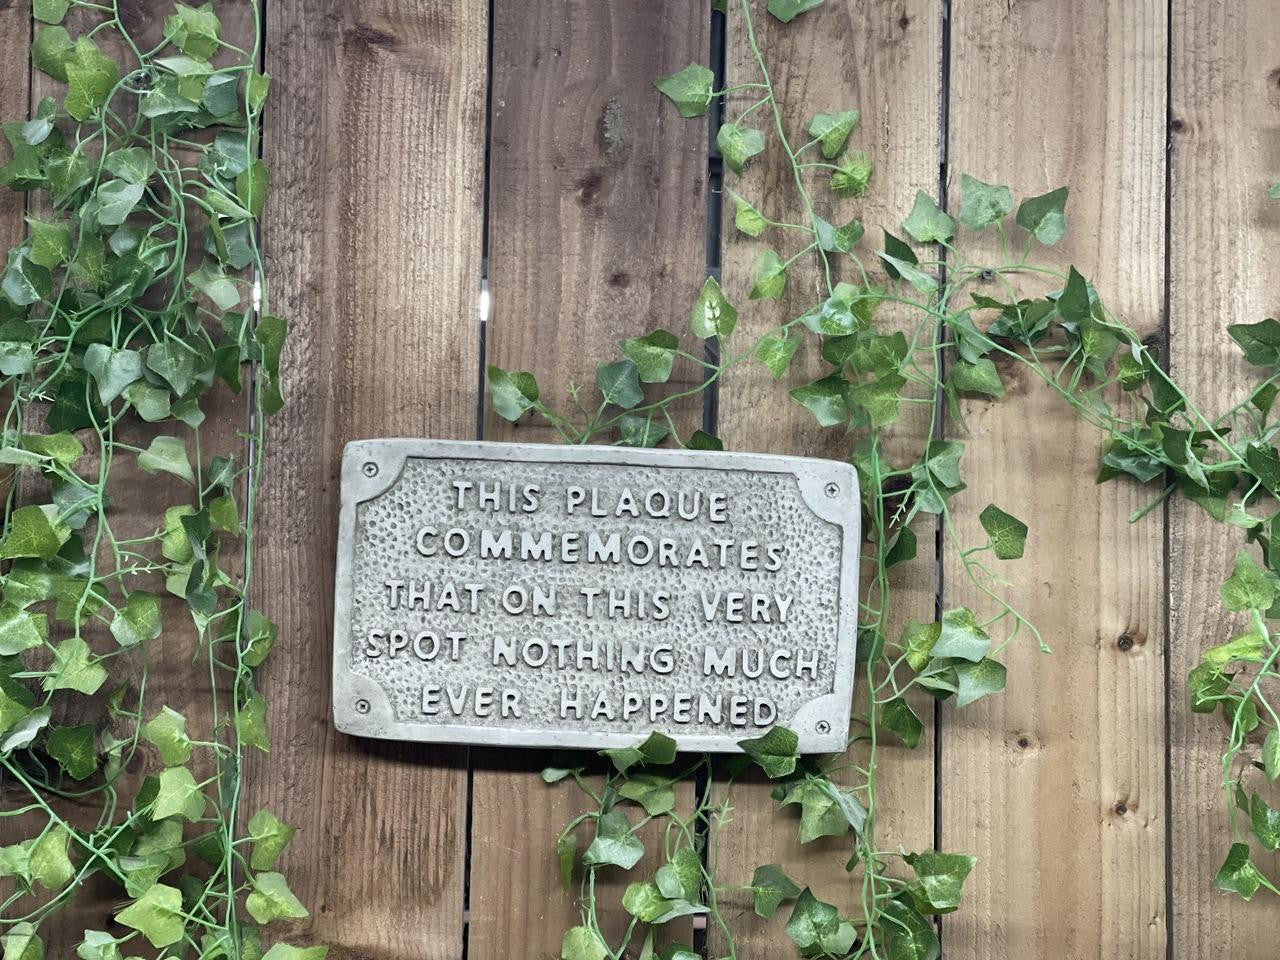 THIS PLAQUE
COMMEMORATES
THAT ON THIS VERY
SPOT NOTHING MUCH
EVER HAPPENED